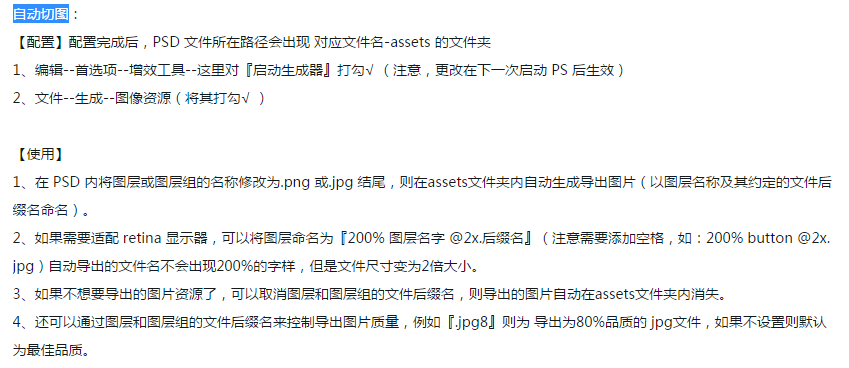 自动切图：
【配置】配置完成后，PSD 文件所在路径会出现 对应文件名-assets 的文件夹
1、编辑--首选项--增效工具--这里对『启动生成器』打勾√ （注意，更改在下一次启动 PS 后生效）
2、文件--生成--图像资源（将其打勾√ ）
【使用】
1、在 PSD 内将图层或图层组的名称修改为.png 或.jpg 结尾，则在assets文件夹内自动生成导出图片（以图层名称及其约定的文件后
缀名命名）。
2、如果需要适配 retina 显示器，可以将图层命名为『200% 图层名字 @2x.后缀名』（注意需要添加空格，如：200% button @2x.
jpg）自动导出的文件名不会出现200%的字样，但是文件尺寸变为2倍大小。
3、如果不想要导出的图片资源了，可以取消图层和图层组的文件后缀名，则导出的图片自动在assets文件夹内消失。
4、还可以通过图层和图层组的文件后缀名来控制导出图片质量，例如『.jpg8』则为 导出为80%品质的 jpg文件，如果不设置则默认
为最佳品质。